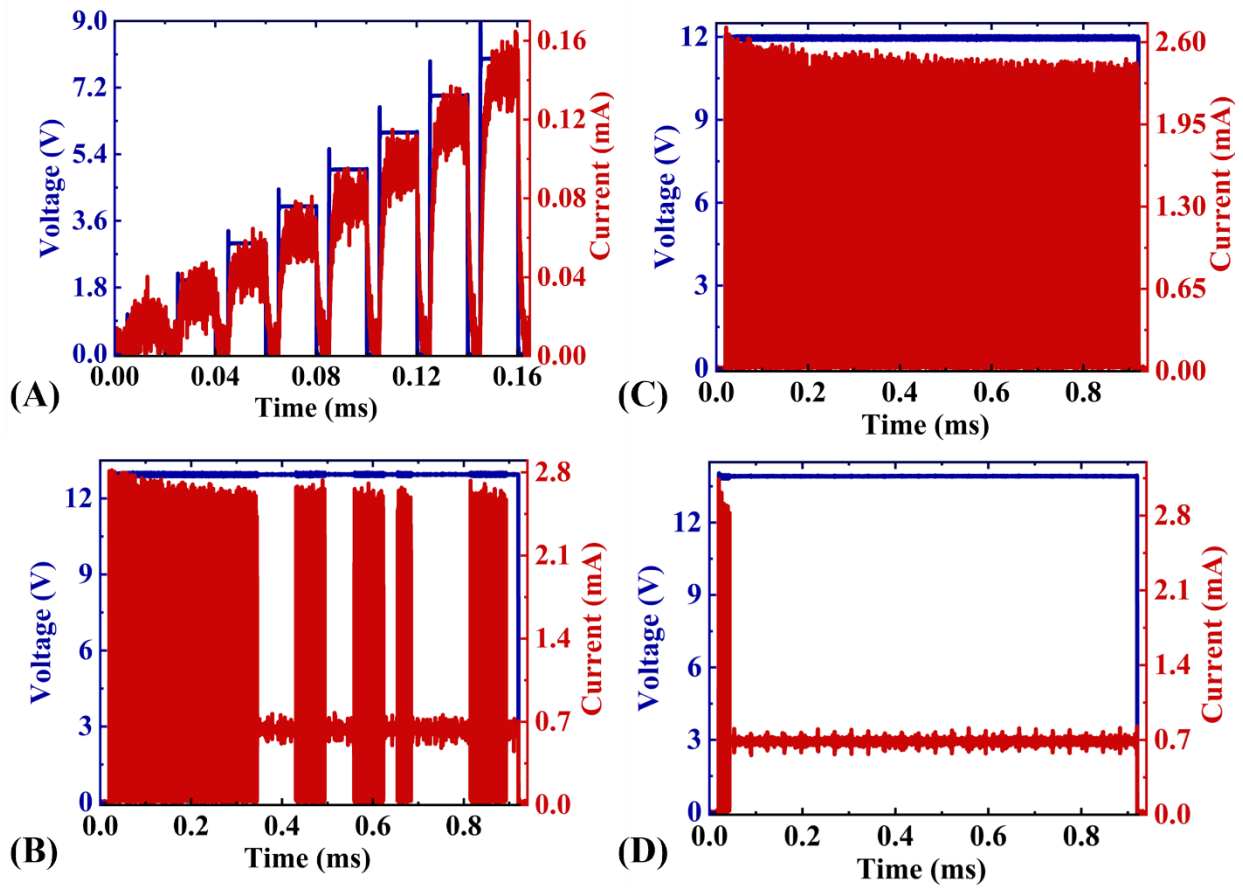 9.0
7.2
5.4
3.6
1.8
0.0
Voltage (V)
0.16
0.12
0.08
0.04
0.00
Current (mA)
0.00 0.04 0.08 0.12 0.16
Time (ms)
(A)
12
9
6
3
0
Voltage (V)
2.60
1.95
1.30
0.65
0.00
Current (mA)
0.0 0.2 0.4 0.6 0.8
Time (ms)
(C)
12
9
6
3
0
Voltage (V)
2.8
2.1
1.4
0.7
0.0
Current (mA)
0.0 0.2 0.4 0.6 0.8
Time (ms)
(B)
12
9
6
3
0
Voltage (V)
2.8
2.1
1.4
0.7
0.0
Current (mA)
0.0 0.2 0.4 0.6 0.8
Time (ms)
(D)